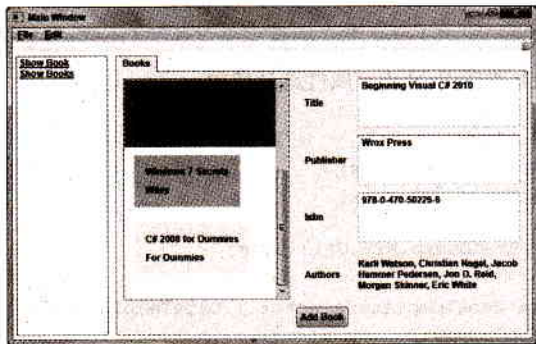 Main Window
File Edit
Show Book
Show Books
Books
Windows 7 Secrets
Wiley
C# 2008 for Dummies
For Dummies
Title
Beginning Visual C# 2010
Publisher
Wrox Press
Isbn
978-0-470-50226-6
Authors
Karli Watson, Christian Nagel, Jacob
Hammer Pedersen, Jon D. Reid,
Morgan Skinner, Eric White
Add Book